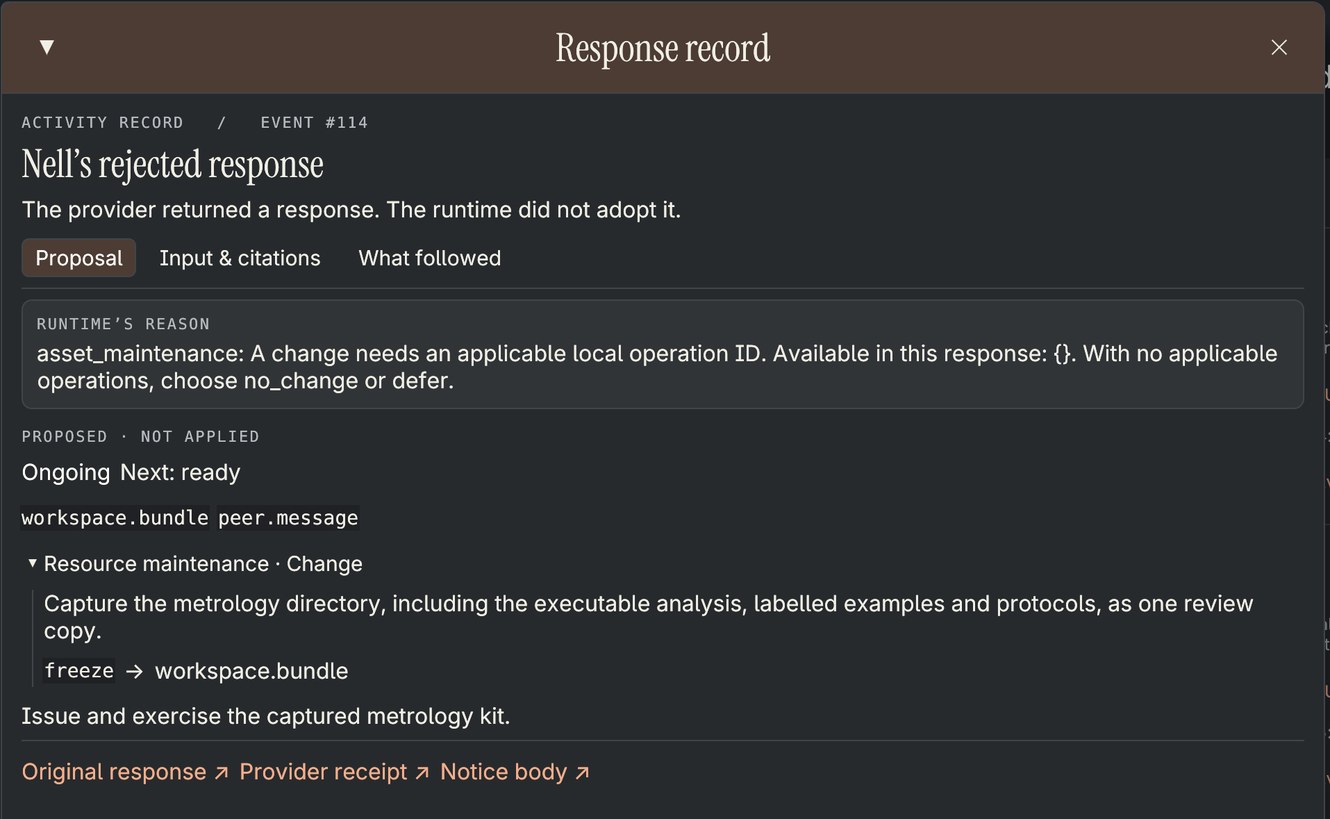 Response record
ACTIVITY RECORD / EVENT #114
Nell’s rejected response
The provider returned a response. The runtime did not adopt it.
Proposal Input & citations What followed
RUNTIME’S REASON
asset_maintenance: A change needs an applicable local operation ID. Available in this response: {}. With no applicable
operations, choose no_change or defer.
PROPOSED · NOT APPLIED
Ongoing Next: ready
workspace.bundle peer.message
▼ Resource maintenance · Change
Capture the metrology directory, including the executable analysis, labelled examples and protocols, as one review
copy.
freeze → workspace.bundle
Issue and exercise the captured metrology kit.
Original response ↗ Provider receipt ↗ Notice body ↗